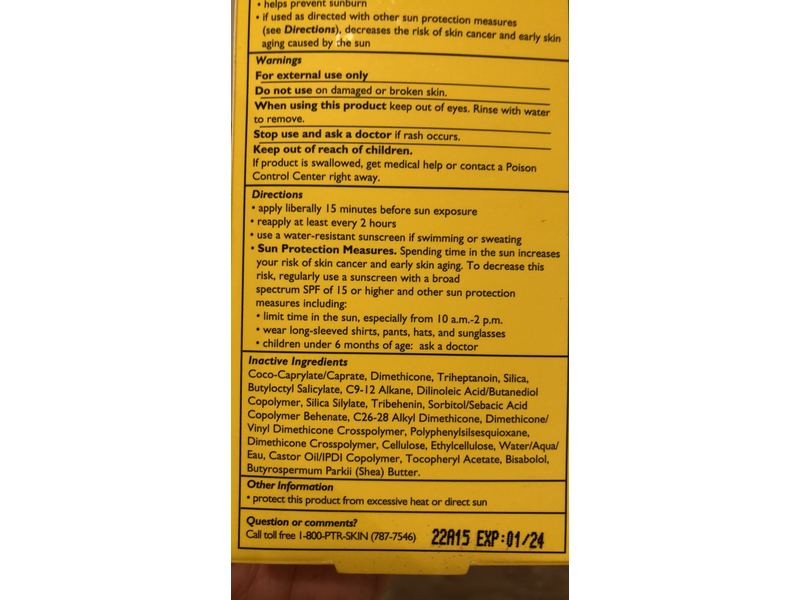 • helps prevent sunburn
• if used as directed with other sun protection measures
(see Directions), decreases the risk of skin cancer and early skin
aging caused by the sun
Warnings
For external use only
Do not use on damaged or broken skin.
When using this product keep out of eyes. Rinse with water
to remove.
Stop use and ask a doctor if rash occurs.
Keep out of reach of children.
If product is swallowed, get medical help or contact a Poison
Control Center right away.
Directions
• apply liberally 15 minutes before sun exposure
• reapply at least every 2 hours
• use a water-resistant sunscreen if swimming or sweating
• Sun Protection Measures. Spending time in the sun increases
your risk of skin cancer and early skin aging. To decrease this
risk, regularly use a sunscreen with a broad
spectrum SPF of 15 or higher and other sun protection
measures including:
• limit time in the sun, especially from 10 a.m.-2 p.m.
• wear long-sleeved shirts, pants, hats, and sunglasses
• children under 6 months of age: ask a doctor
Inactive Ingredients
Coco-Caprylate/Caprate, Dimethicone, Triheptanoin, Silica,
Butyloctyl Salicylate, C9-12 Alkane, Dilinoleic Acid/Butanediol
Copolymer, Silica Silylate, Tribehenin, Sorbitol/Sebacic Acid
Copolymer Behenate, C26-28 Alkyl Dimethicone, Dimethicone/
Vinyl Dimethicone Crosspolymer, Polyphenylsilsesquioxane,
Dimethicone Crosspolymer, Cellulose, Ethylcellulose, Water/Aqua/
Eau, Castor Oil/IPDI Copolymer, Tocopheryl Acetate, Bisabolol,
Butyrospermum Parkii (Shea) Butter.
Other Information
• protect this product from excessive heat or direct sun
Question or comments?
Call toll free 1-800-PTR-SKIN (787-7546) 22A15 EXP:01/24